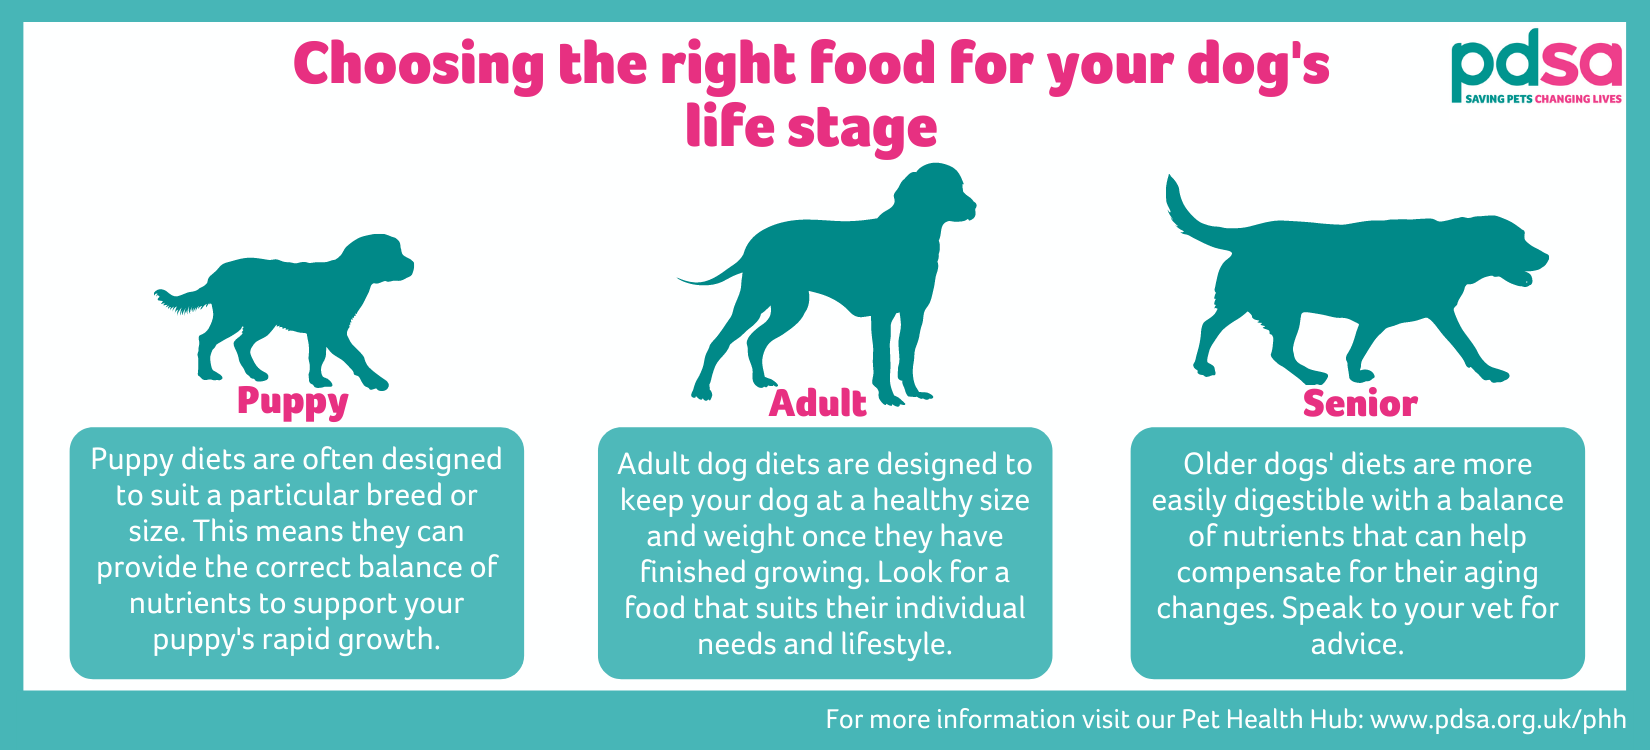 Choosing the right food for your dog's
life stage
pdsa
SAVING PETS CHANGING LIVES
Puppy
Puppy diets are often designed
to suit a particular breed or
size. This means they can
provide the correct balance of
nutrients to support your
puppy's rapid growth.
Adult
Adult dog diets are designed to
keep your dog at a healthy size
and weight once they have
finished growing. Look for a
food that suits their individual
needs and lifestyle.
Senior
Older dogs' diets are more
easily digestible with a balance
of nutrients that can help
compensate for their aging
changes. Speak to your vet for
advice.
For more information visit our Pet Health Hub: www.pdsa.org.uk/phh